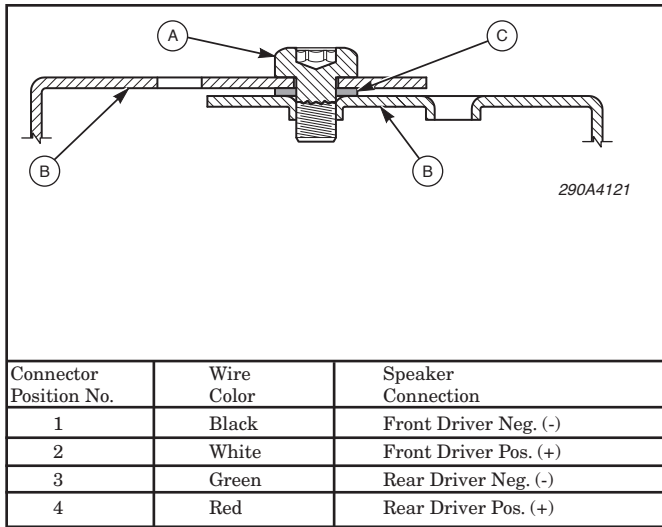 A
C
B
B
290A4121
Connector Position No.
Wire Color
Speaker Connection
1 Black Front Driver Neg. (-)
2 White Front Driver Pos. (+)
3 Green Rear Driver Neg. (-)
4 Red Rear Driver Pos. (+)